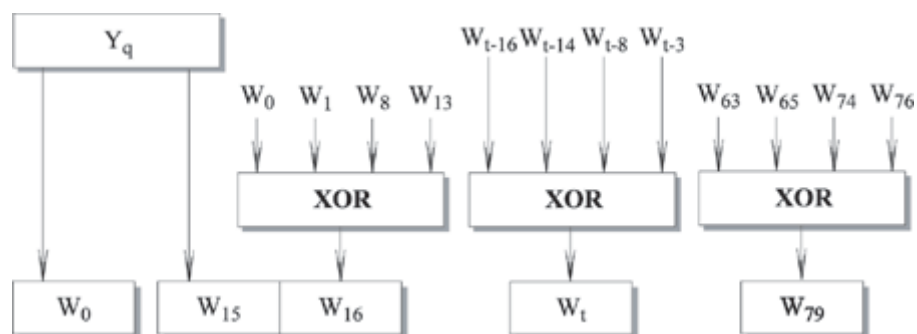 Y_q
W_t-16 W_t-14 W_t-8 W_t-3
W_0 W_1 W_8 W_13
W_63 W_65 W_74 W_76
XOR XOR XOR
W_0 W_15 W_16 W_t W_79